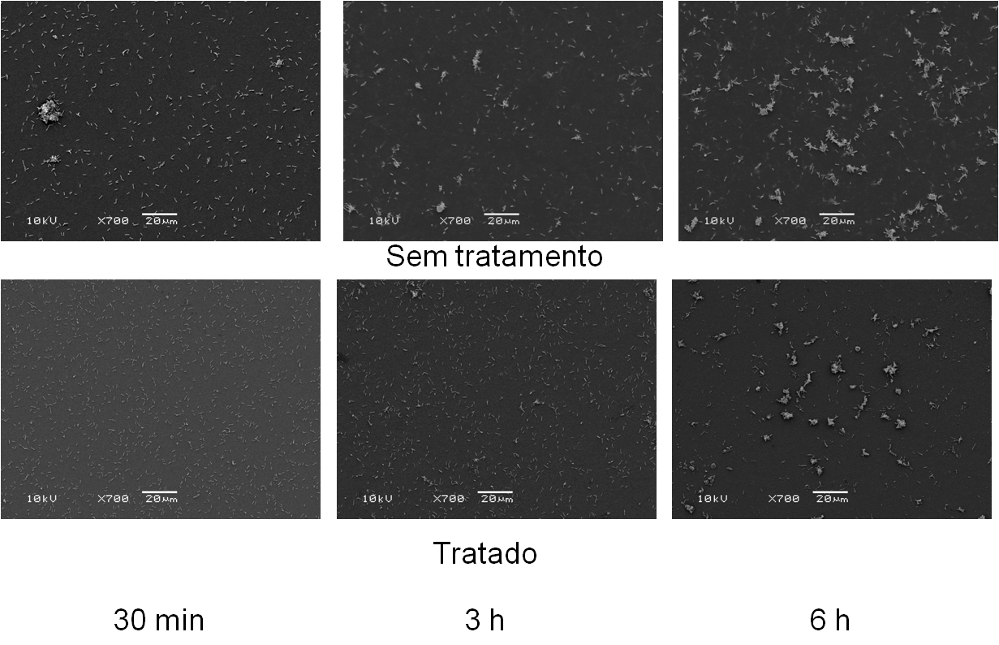 10kV X700 20μm
10kV X700 20μm
10kV X700 20μm
Sem tratamento
10kV X700 20μm
10kV X700 20μm
10kV X700 20μm
Tratado
30 min
3 h
6 h